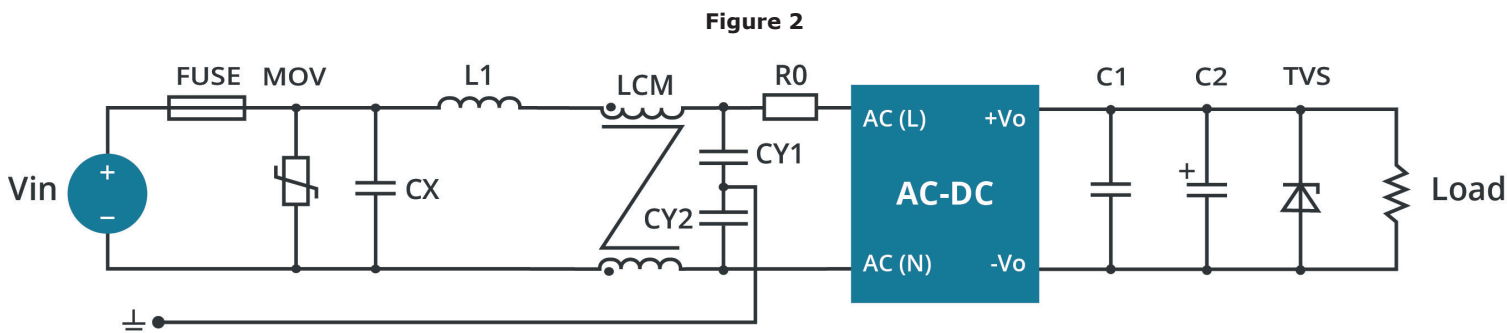 Figure 2
FUSE MOV L1 LCM R0 C1 C2 TVS
AC (L) +Vo
CY1
Vin + − CX AC-DC + Load
CY2
AC (N) -Vo